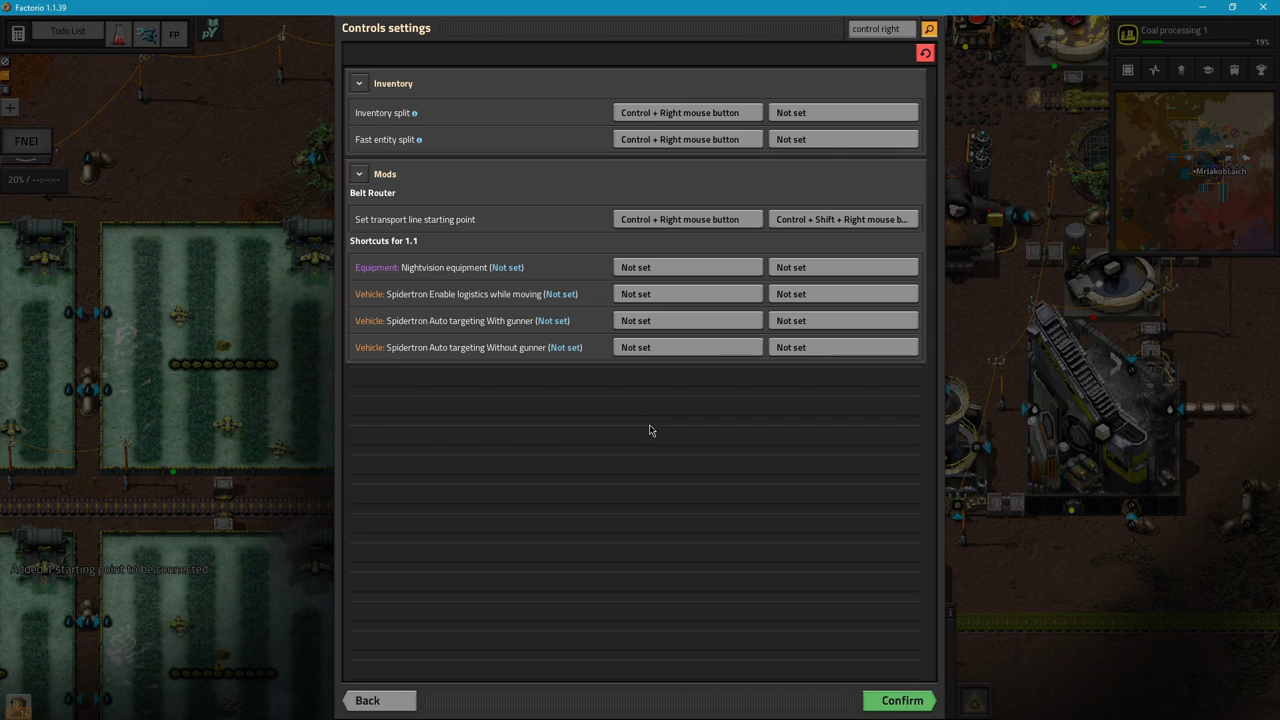 Factorio 1.1.39
Todo List
FP
pY
Controls settings
control right
Coal processing 1
19%
FNEI
20% / --:--:--
MrJakobLaich
Inventory
Inventory split
Control + Right mouse button
Not set
Fast entity split
Control + Right mouse button
Not set
Mods
Belt Router
Set transport line starting point
Control + Right mouse button
Control + Shift + Right mouse b...
Shortcuts for 1.1
Equipment: Nightvision equipment (Not set)
Not set
Not set
Vehicle: Spidertron Enable logistics while moving (Not set)
Not set
Not set
Vehicle: Spidertron Auto targeting With gunner (Not set)
Not set
Not set
Vehicle: Spidertron Auto targeting Without gunner (Not set)
Not set
Not set
Added a starting point to be connected
Back
Confirm